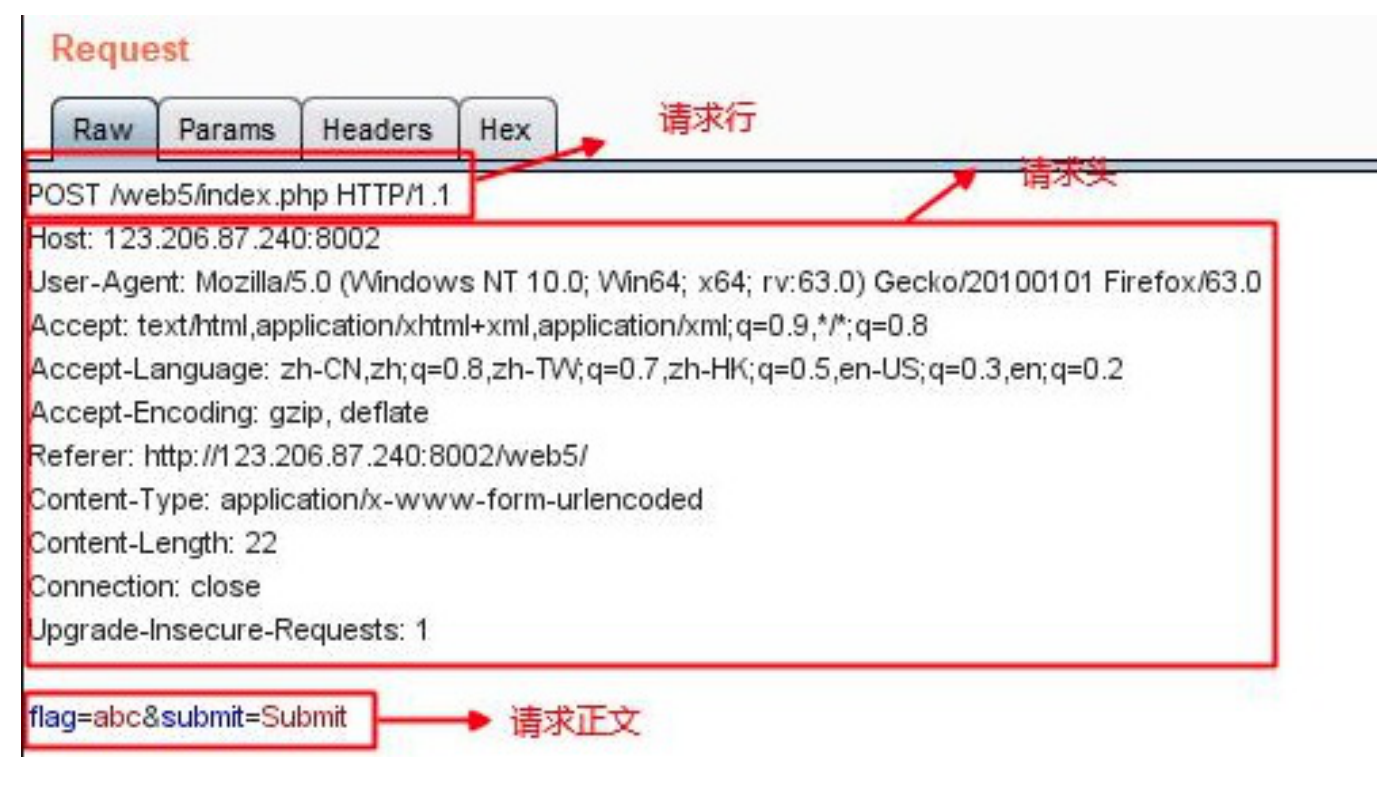 Request
Raw Params Headers Hex
请求行
请求头
POST /web5/index.php HTTP/1.1
Host: 123.206.87.240:8002
User-Agent: Mozilla/5.0 (Windows NT 10.0; Win64; x64; rv:63.0) Gecko/20100101 Firefox/63.0
Accept: text/html,application/xhtml+xml,application/xml;q=0.9,*/*;q=0.8
Accept-Language: zh-CN,zh;q=0.8,zh-TW;q=0.7,zh-HK;q=0.5,en-US;q=0.3,en;q=0.2
Accept-Encoding: gzip, deflate
Referer: http://123.206.87.240:8002/web5/
Content-Type: application/x-www-form-urlencoded
Content-Length: 22
Connection: close
Upgrade-Insecure-Requests: 1
flag=abc&submit=Submit
请求正文